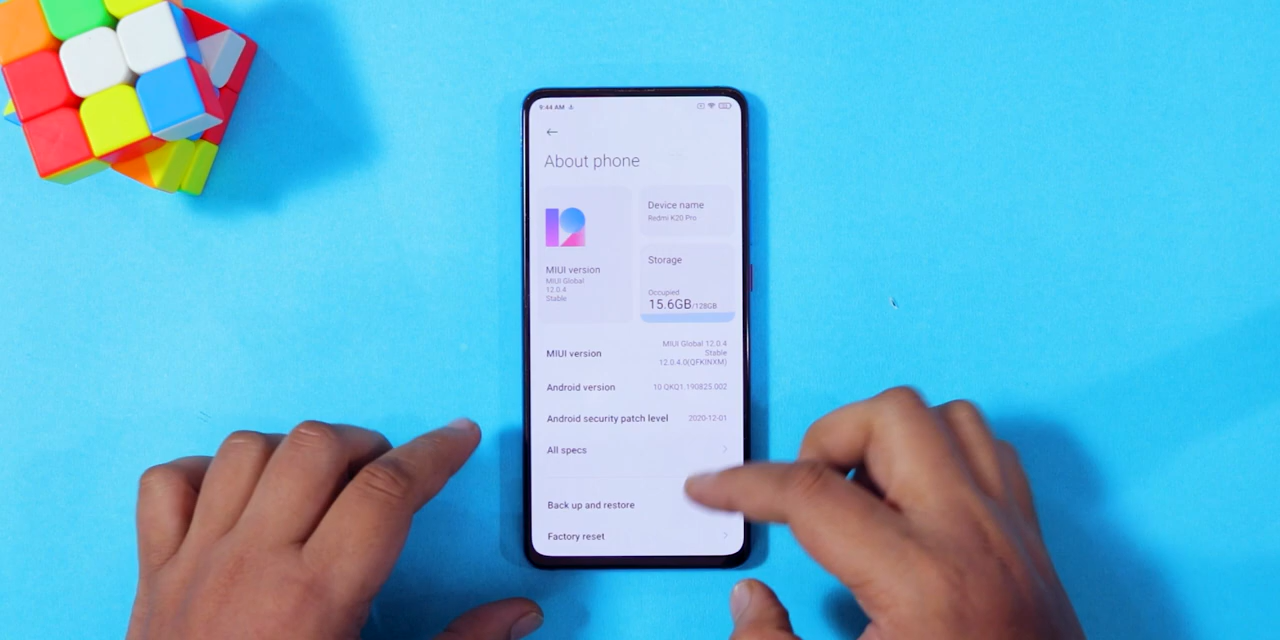 9:44 AM
About phone
MIUI version
MIUI Global
12.0.4
Stable
Device name
Redmi K20 Pro
Storage
Occupied
15.6GB/128GB
MIUI version
MIUI Global 12.0.4
Stable
12.0.4.0(QFKINXM)
Android version
10 QKQ1.190825.002
Android security patch level
2020-12-01
All specs
Back up and restore
Factory reset